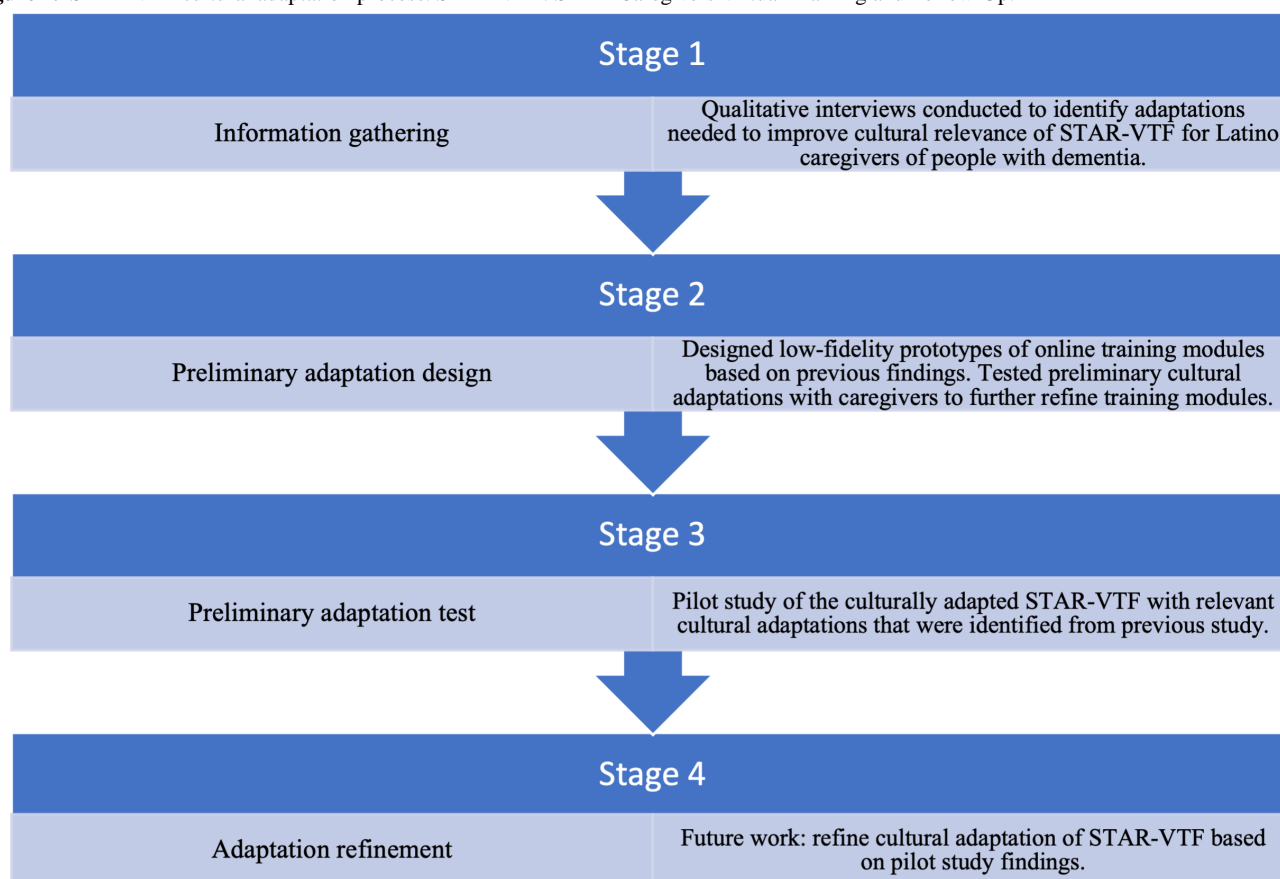 Stage 1
Information gathering
Qualitative interviews conducted to identify adaptations
needed to improve cultural relevance of STAR-VTF for Latino
caregivers of people with dementia.
Stage 2
Preliminary adaptation design
Designed low-fidelity prototypes of online training modules
based on previous findings. Tested preliminary cultural
adaptations with caregivers to further refine training modules.
Stage 3
Preliminary adaptation test
Pilot study of the culturally adapted STAR-VTF with relevant
cultural adaptations that were identified from previous study.
Stage 4
Adaptation refinement
Future work: refine cultural adaptation of STAR-VTF based
on pilot study findings.